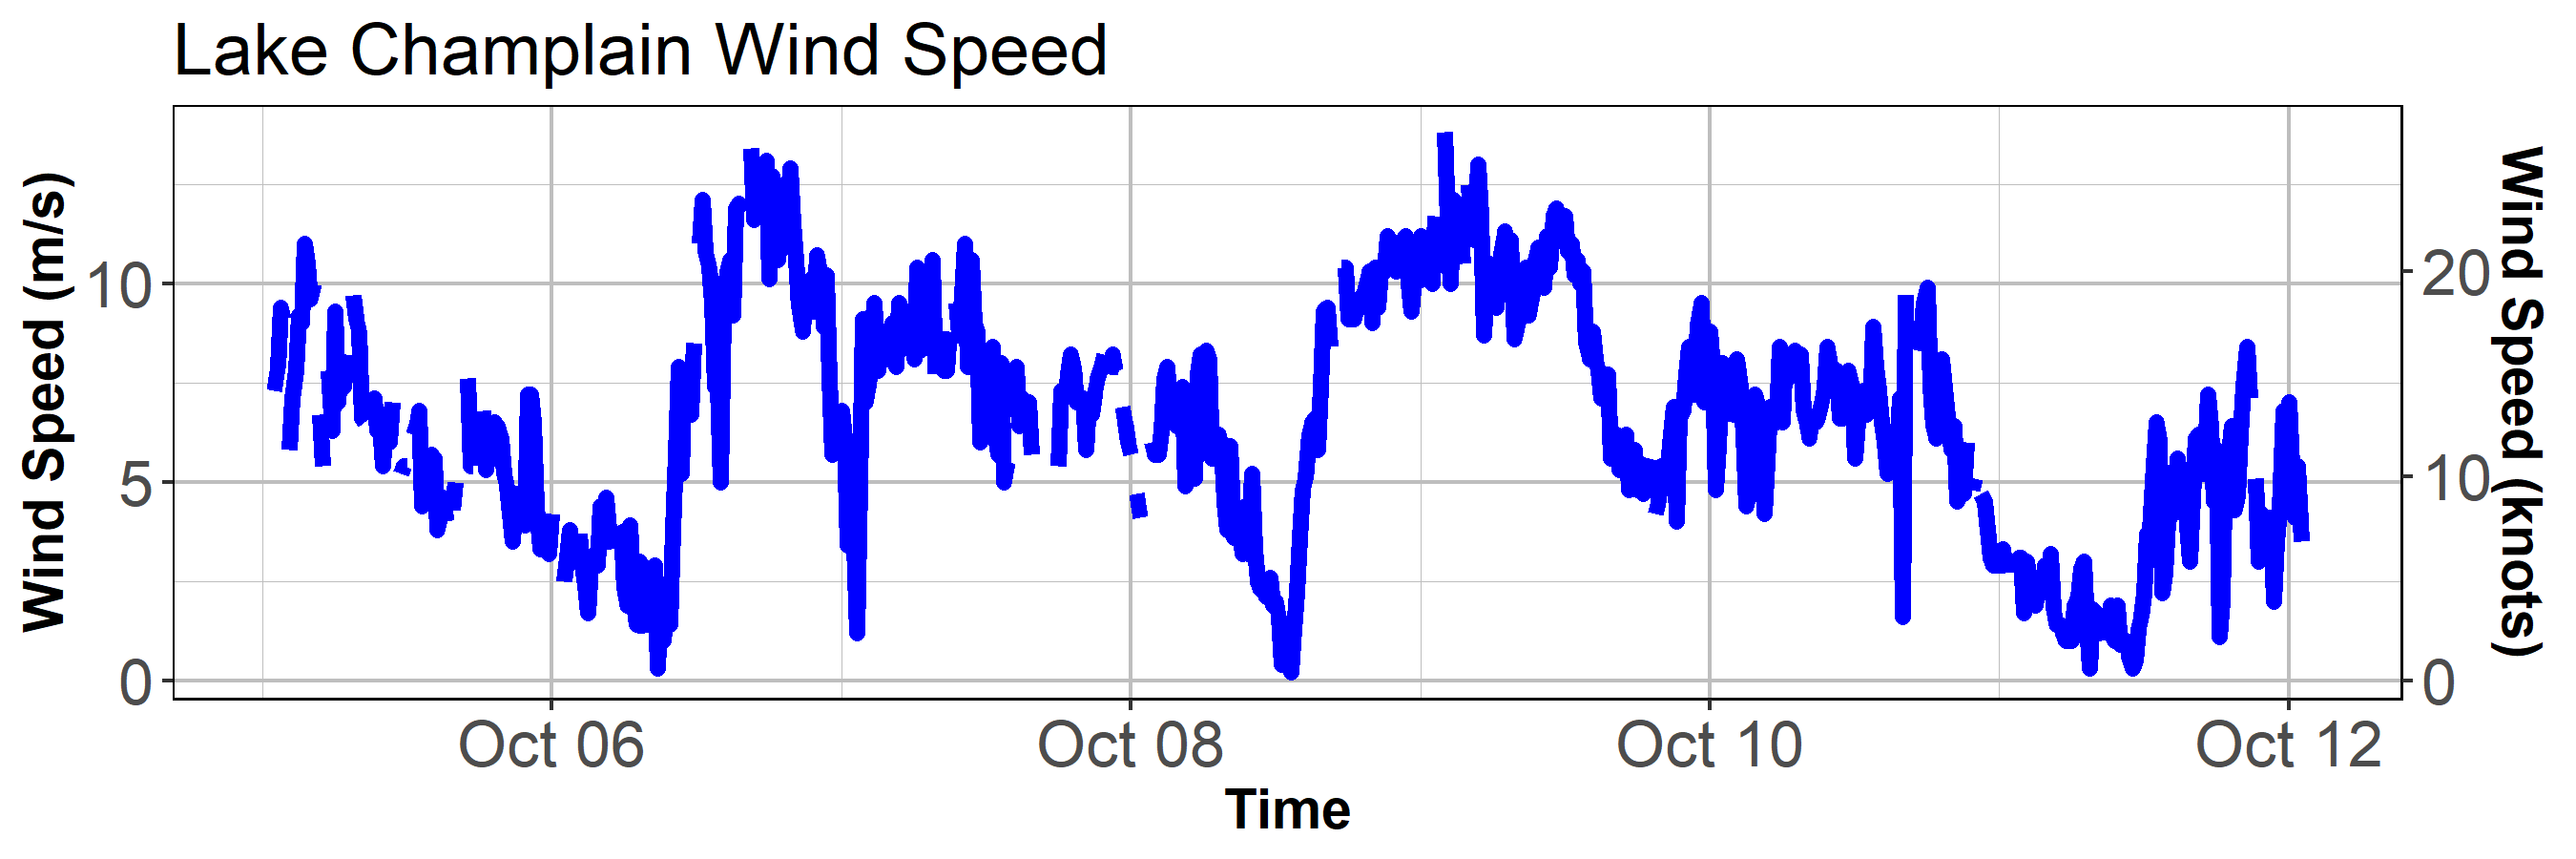 Lake Champlain Wind Speed
Wind Speed (m/s)
10
5
0
20
10
0
Wind Speed (knots)
Oct 06
Oct 08
Oct 10
Oct 12
Time